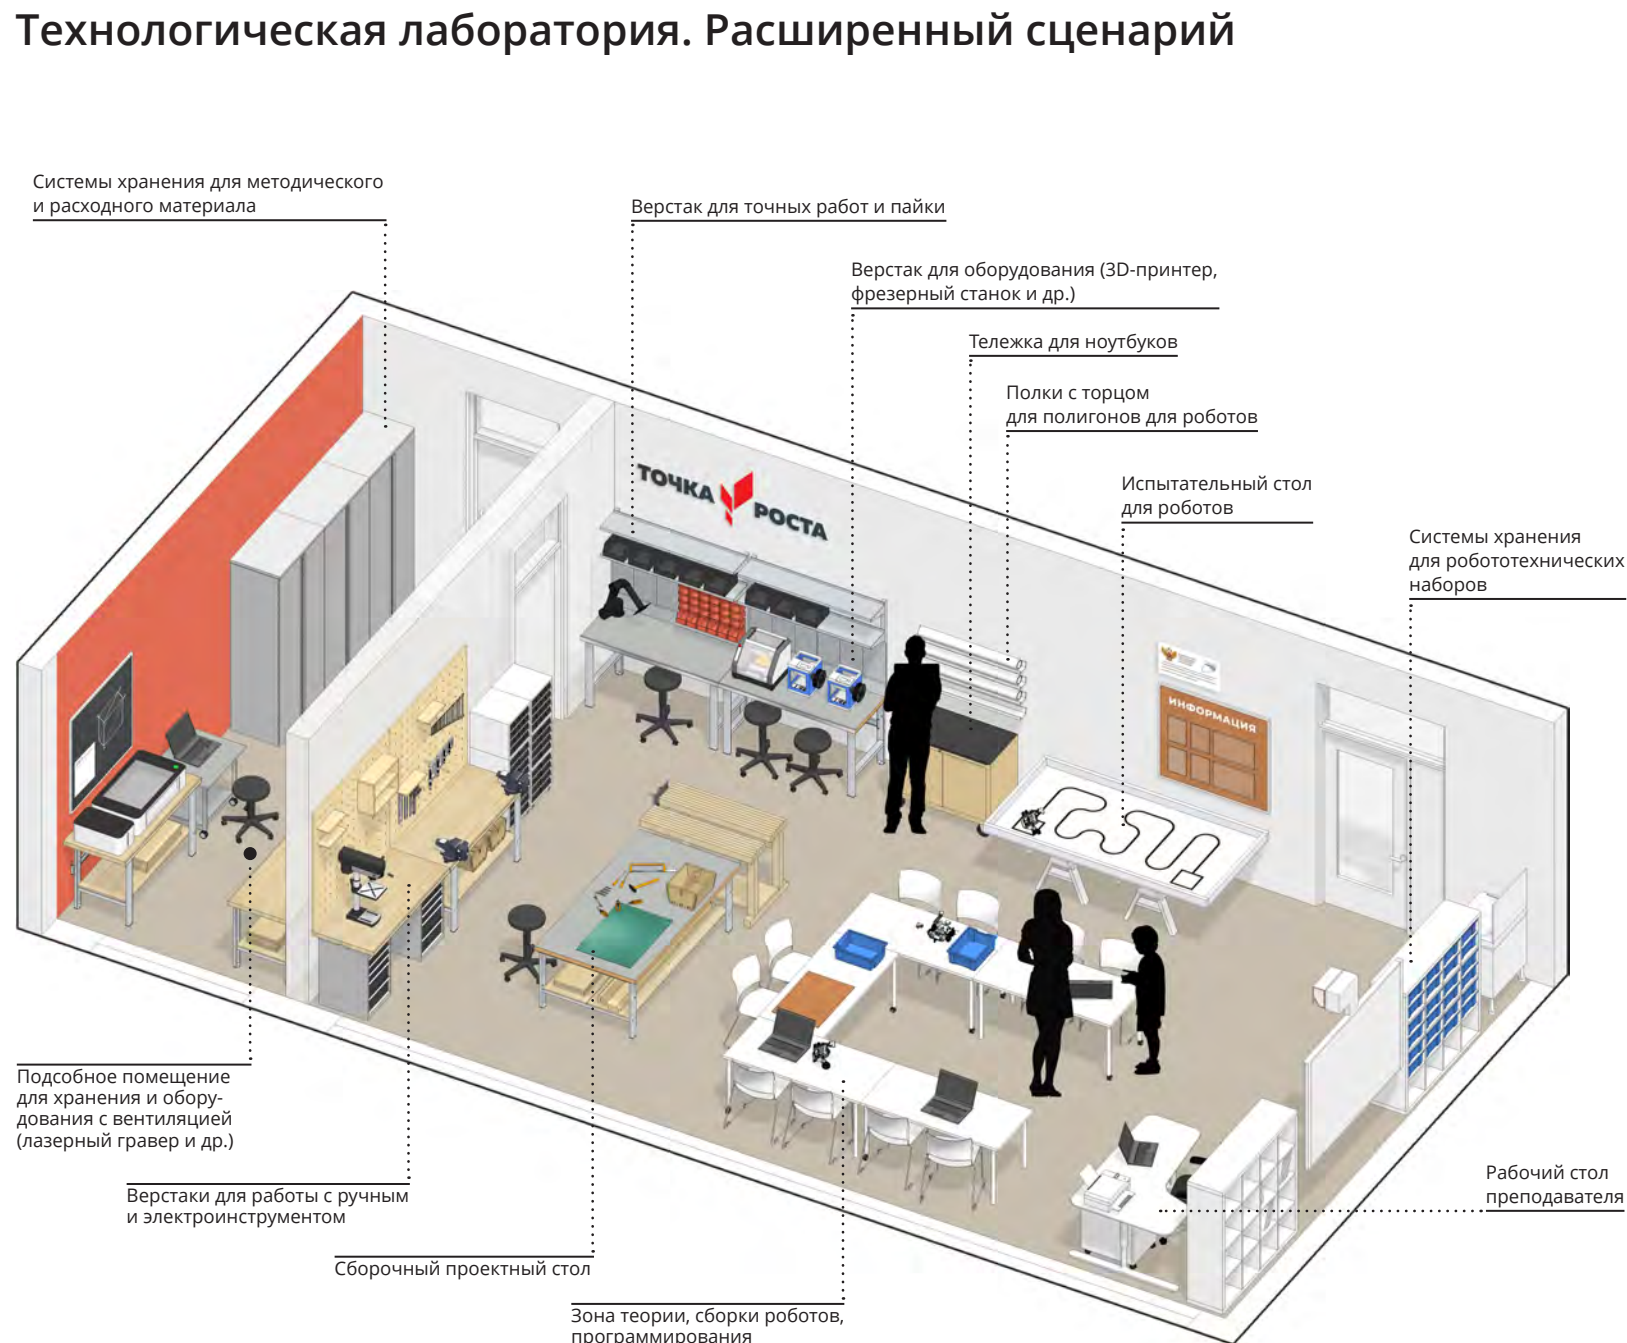 Технологическая лаборатория. Расширенный сценарий
Системы хранения для методического
и расходного материала
Верстак для точных работ и пайки
Верстак для оборудования (3D-принтер,
фрезерный станок и др.)
Тележка для ноутбуков
Полки с торцом
для полигонов для роботов
Испытательный стол
для роботов
Системы хранения
для робототехнических
наборов
ТОЧКА
РОСТА
ИНФОРМАЦИЯ
Подсобное помещение
для хранения и обору-
дования с вентиляцией
(лазерный гравер и др.)
Верстаки для работы с ручным
и электроинструментом
Сборочный проектный стол
Зона теории, сборки роботов,
программирования
Рабочий стол
преподавателя